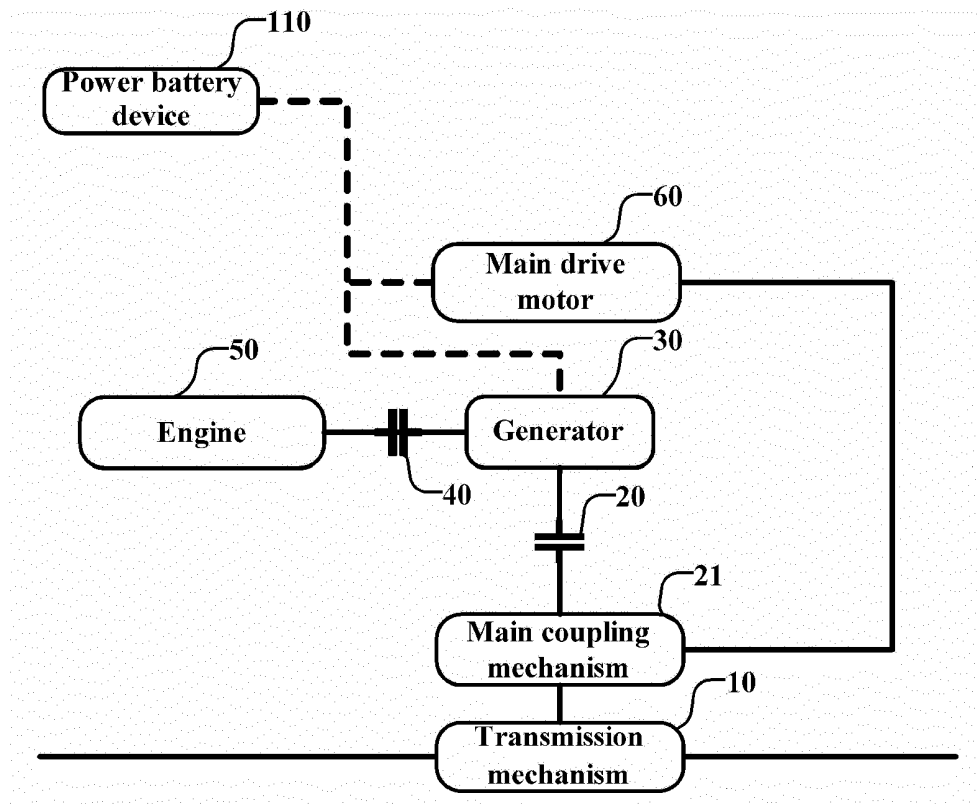 110
Power battery
device
60
Main drive
motor
50
30
Engine
Generator
40
20
21
Main coupling
mechanism
10
Transmission
mechanism